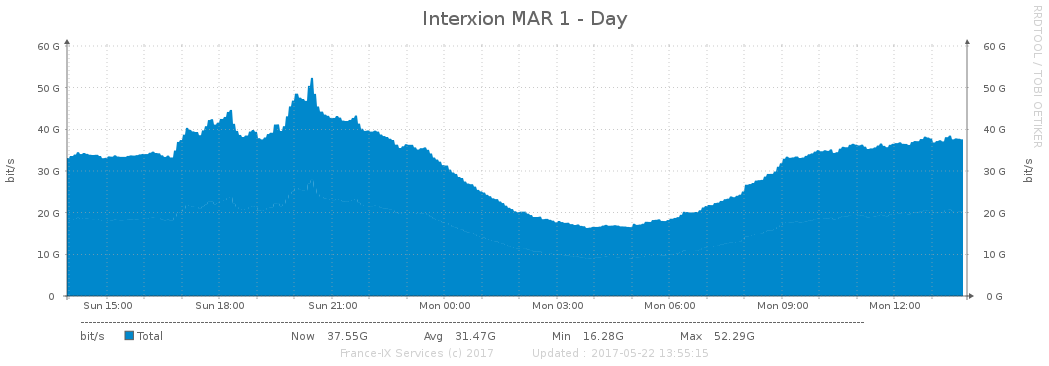 Interxion MAR 1 - Day
RRDTOOL / TOBI OETIKER
bit/s
bit/s
60 G 60 G
50 G 50 G
40 G 40 G
30 G 30 G
20 G 20 G
10 G 10 G
0 0 G
Sun 15:00 Sun 18:00 Sun 21:00 Mon 00:00 Mon 03:00 Mon 06:00 Mon 09:00 Mon 12:00
bit/s Total Now 37.55G Avg 31.47G Min 16.28G Max 52.29G
France-IX Services (c) 2017 Updated : 2017-05-22 13:55:15